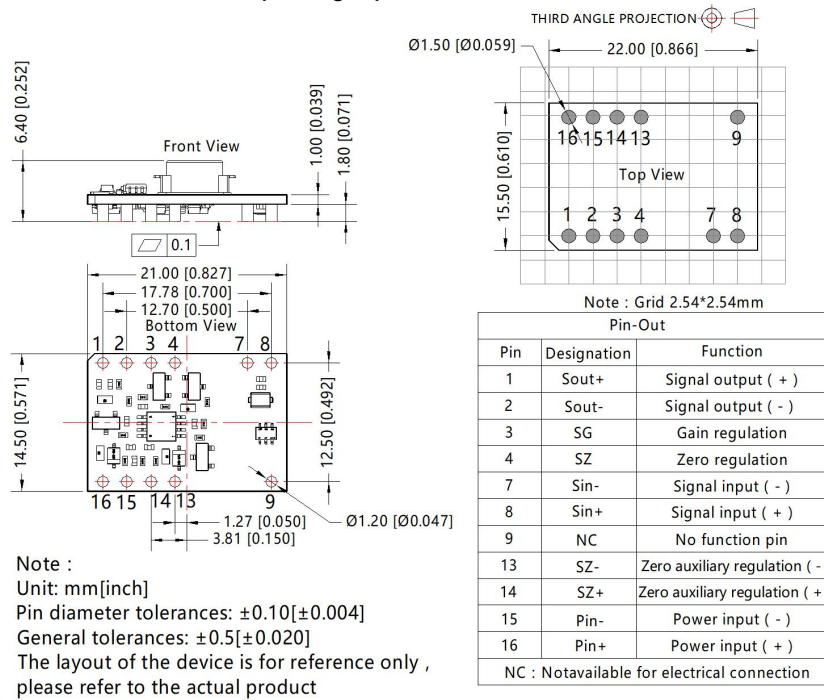 THIRD ANGLE PROJECTION
Ø1.50 [Ø0.059]
22.00 [0.866]
6.40 [0.252]
Front View
1.00 [0.039]
1.80 [0.071]
0.1
15.50 [0.610]
16 15 14 13 9
Top View
1 2 3 4 7 8
Note : Grid 2.54*2.54mm
21.00 [0.827]
17.78 [0.700]
12.70 [0.500]
Bottom View
1 2 3 4 7 8
14.50 [0.571]
12.50 [0.492]
16 15 14 13 9
1.27 [0.050]
3.81 [0.150]
Ø1.20 [Ø0.047]
Pin-Out
Pin Designation Function
1 Sout+ Signal output ( + )
2 Sout- Signal output ( - )
3 SG Gain regulation
4 SZ Zero regulation
7 Sin- Signal input ( - )
8 Sin+ Signal input ( + )
9 NC No function pin
13 SZ- Zero auxiliary regulation ( -
14 SZ+ Zero auxiliary regulation ( +
15 Pin- Power input ( - )
16 Pin+ Power input ( + )
NC : Notavailable for electrical connection
Note :
Unit: mm[inch]
Pin diameter tolerances: ±0.10[±0.004]
General tolerances: ±0.5[±0.020]
The layout of the device is for reference only ,
please refer to the actual product